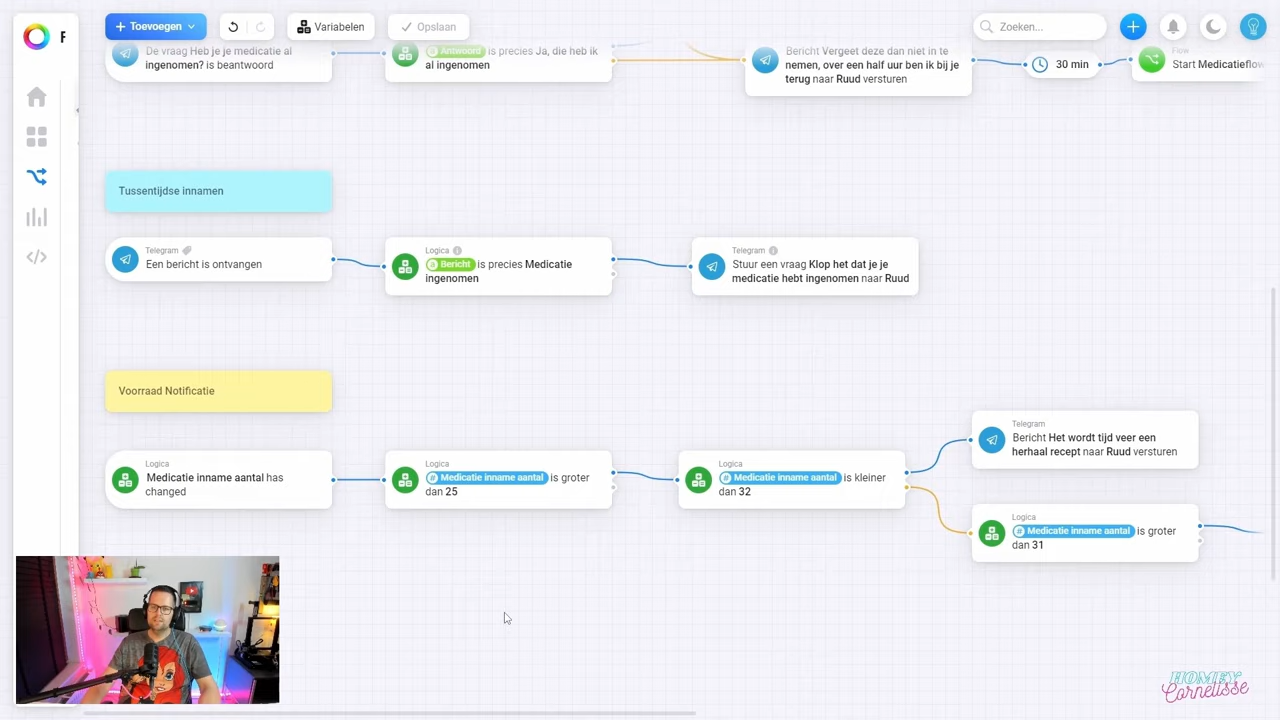 F
Toevoegen
Variabelen
Opslaan
Zoeken...
De vraag Heb je je medicatie al
ingenomen? is beantwoord
Antwoord is precies Ja, die heb ik
al ingenomen
Bericht Vergeet deze dan niet in te
nemen, over een half uur ben ik bij je
terug naar Ruud versturen
30 min
Flow
Start Medicatieflow
Tussentijdse innamen
Telegram
Een bericht is ontvangen
Logica
# Bericht is precies Medicatie
ingenomen
Telegram
Stuur een vraag Klop het dat je je
medicatie hebt ingenomen naar Ruud
Voorraad Notificatie
Logica
Medicatie inname aantal has
changed
Logica
# Medicatie inname aantal is groter
dan 25
Logica
# Medicatie inname aantal is kleiner
dan 32
Telegram
Bericht Het wordt tijd veer een
herhaal recept naar Ruud versturen
Logica
# Medicatie inname aantal is groter
dan 31
HOMEY
Cornelisse